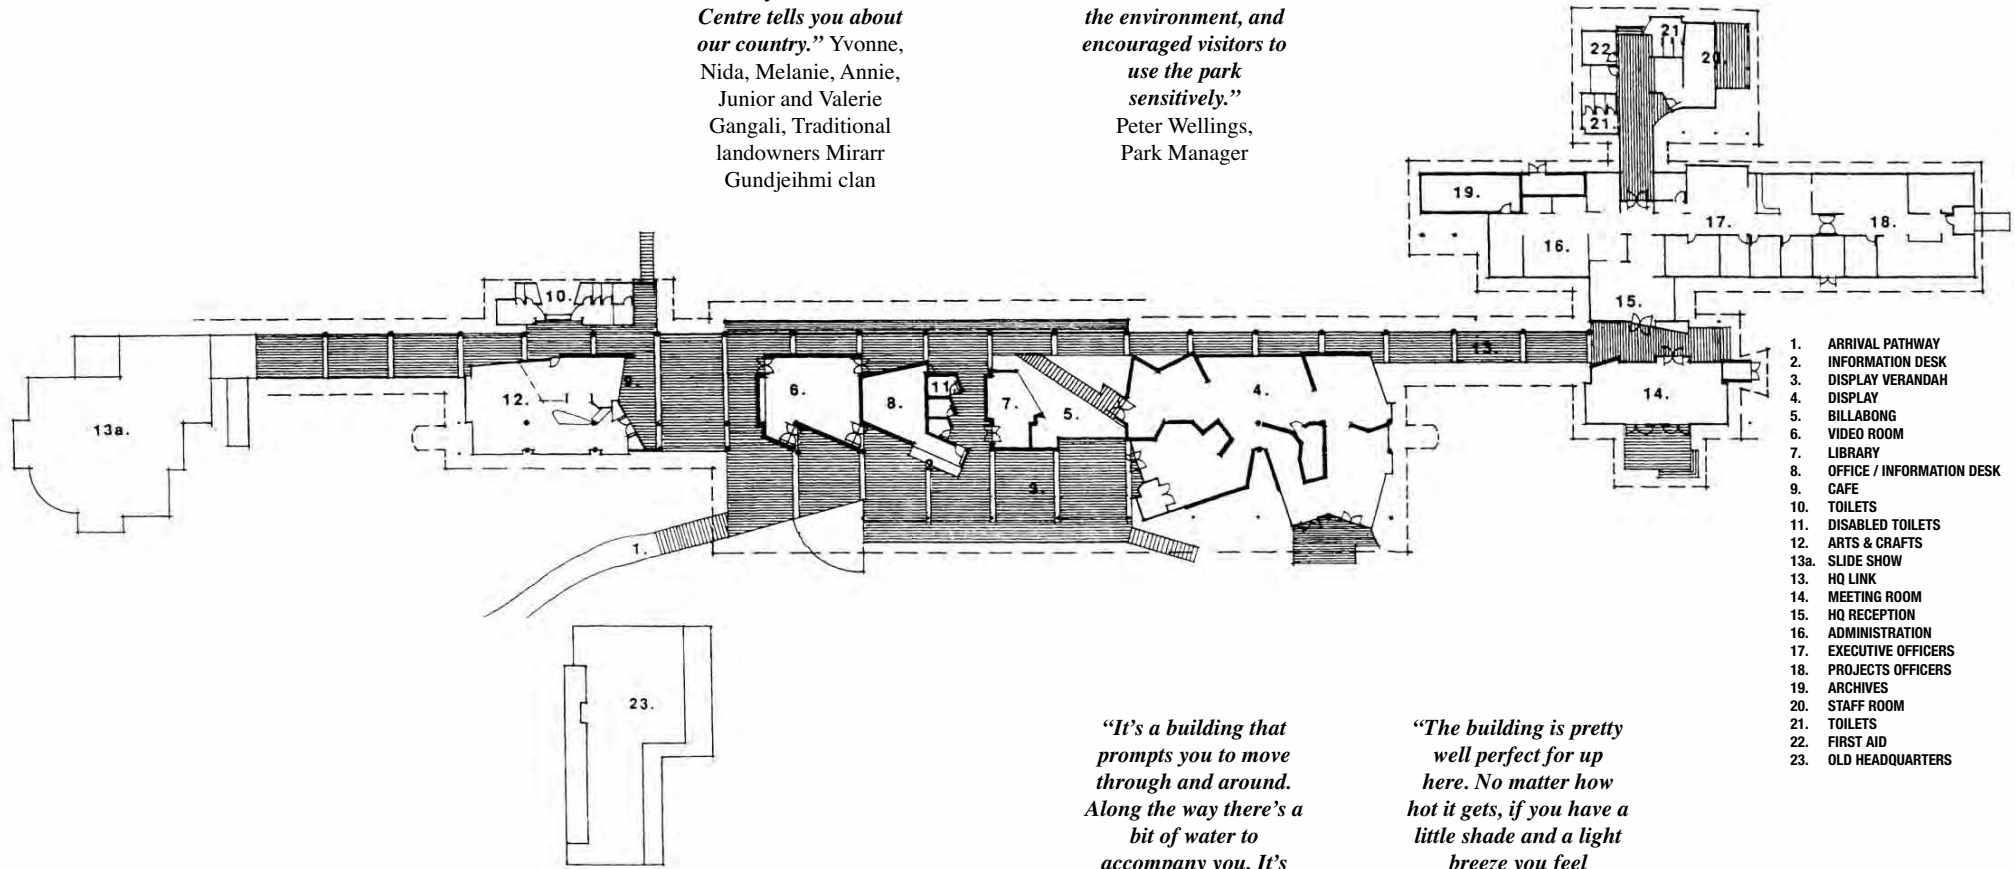 Centre tells you about
our country.” Yvonne,
Nida, Melanie, Annie,
Junior and Valerie
Gangali, Traditional
landowners Mirarr
Gundjeihmi clan
the environment, and
encouraged visitors to
use the park
sensitively.”
Peter Wellings,
Park Manager
22.
21
20.
21.
19.
16.
17.
18.
15.
10.
13.
9.
12.
13a.
6.
8.
11
7.
5.
4.
14.
2.
3.
1.
23.
1. ARRIVAL PATHWAY
2. INFORMATION DESK
3. DISPLAY VERANDAH
4. DISPLAY
5. BILLABONG
6. VIDEO ROOM
7. LIBRARY
8. OFFICE / INFORMATION DESK
9. CAFE
10. TOILETS
11. DISABLED TOILETS
12. ARTS & CRAFTS
13a. SLIDE SHOW
13. HQ LINK
14. MEETING ROOM
15. HQ RECEPTION
16. ADMINISTRATION
17. EXECUTIVE OFFICERS
18. PROJECTS OFFICERS
19. ARCHIVES
20. STAFF ROOM
21. TOILETS
22. FIRST AID
23. OLD HEADQUARTERS
“It’s a building that
prompts you to move
through and around.
Along the way there’s a
bit of water to
accompany you. It’s
“The building is pretty
well perfect for up
here. No matter how
hot it gets, if you have a
little shade and a light
breeze you feel